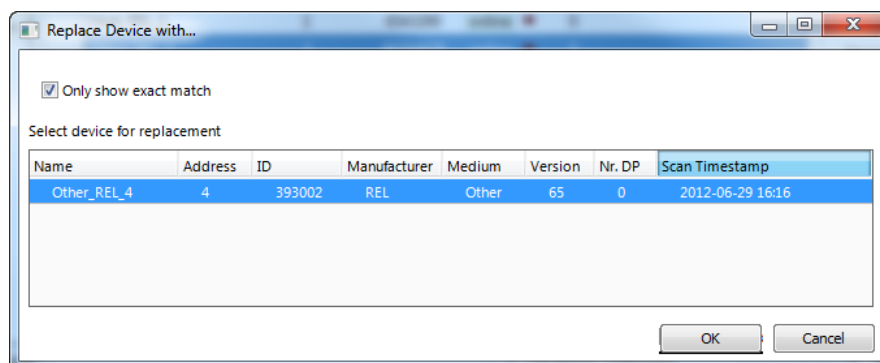 Replace Device with...
Only show exact match
Select device for replacement
Name Address ID Manufacturer Medium Version Nr. DP Scan Timestamp
Other_REL_4 4 393002 REL Other 65 0 2012-06-29 16:16
OK Cancel